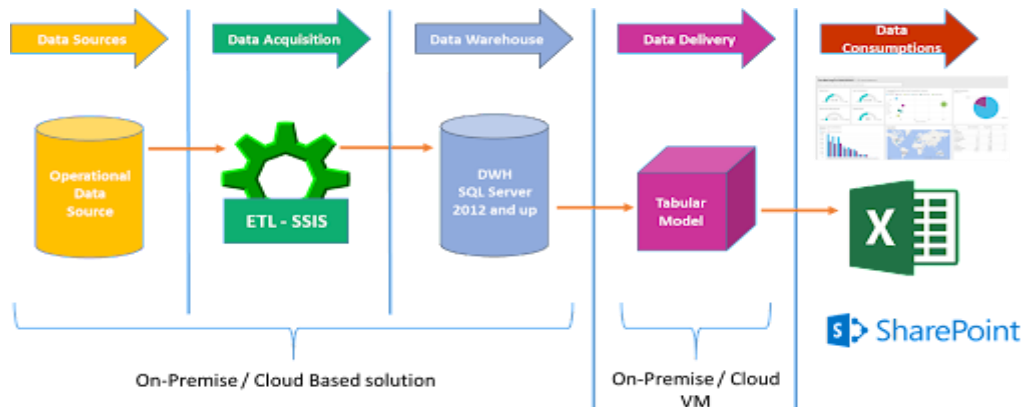 Data Sources
Data Acquisition
Data Warehouse
Data Delivery
Data
Consumptions
Operational
Data
Source
ETL - SSIS
DWH
SQL Server
2012 and up
Tabular
Model
X
S
SharePoint
On-Premise / Cloud Based solution
On-Premise / Cloud
VM